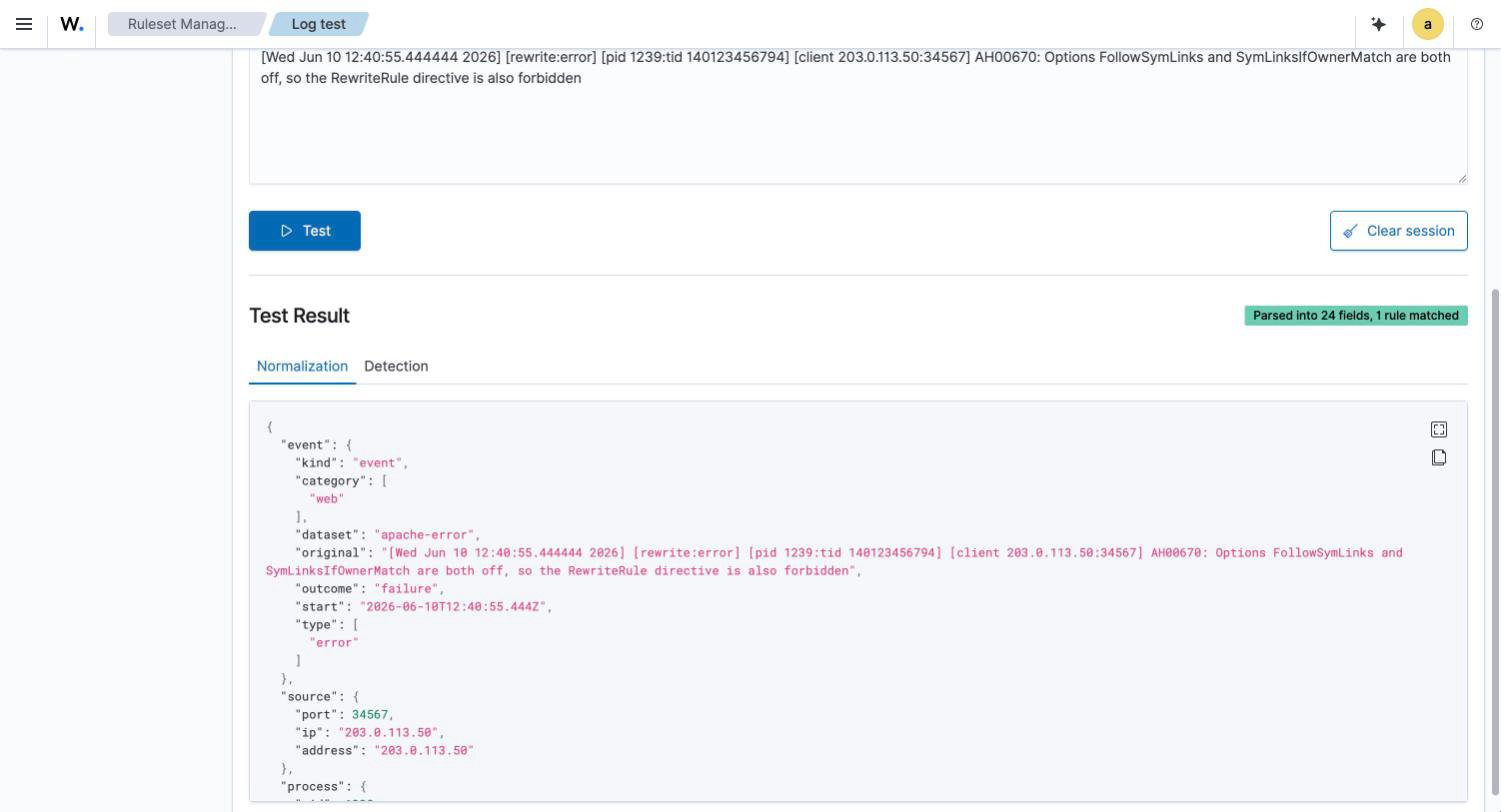 W.
Ruleset Manag...
Log test
a
[Wed Jun 10 12:40:55.444444 2026] [rewrite:error] [pid 1239:tid 140123456794] [client 203.0.113.50:34567] AH00670: Options FollowSymLinks and SymLinksIfOwnerMatch are both
off, so the RewriteRule directive is also forbidden
Test
Clear session
Test Result
Parsed into 24 fields, 1 rule matched
Normalization
Detection
{
"event": {
"kind": "event",
"category": [
"web"
],
"dataset": "apache-error",
"original": "[Wed Jun 10 12:40:55.444444 2026] [rewrite:error] [pid 1239:tid 140123456794] [client 203.0.113.50:34567] AH00670: Options FollowSymLinks and
SymLinksIfOwnerMatch are both off, so the RewriteRule directive is also forbidden",
"outcome": "failure",
"start": "2026-06-10T12:40:55.444Z",
"type": [
"error"
]
},
"source": {
"port": 34567,
"ip": "203.0.113.50",
"address": "203.0.113.50"
},
"process": {